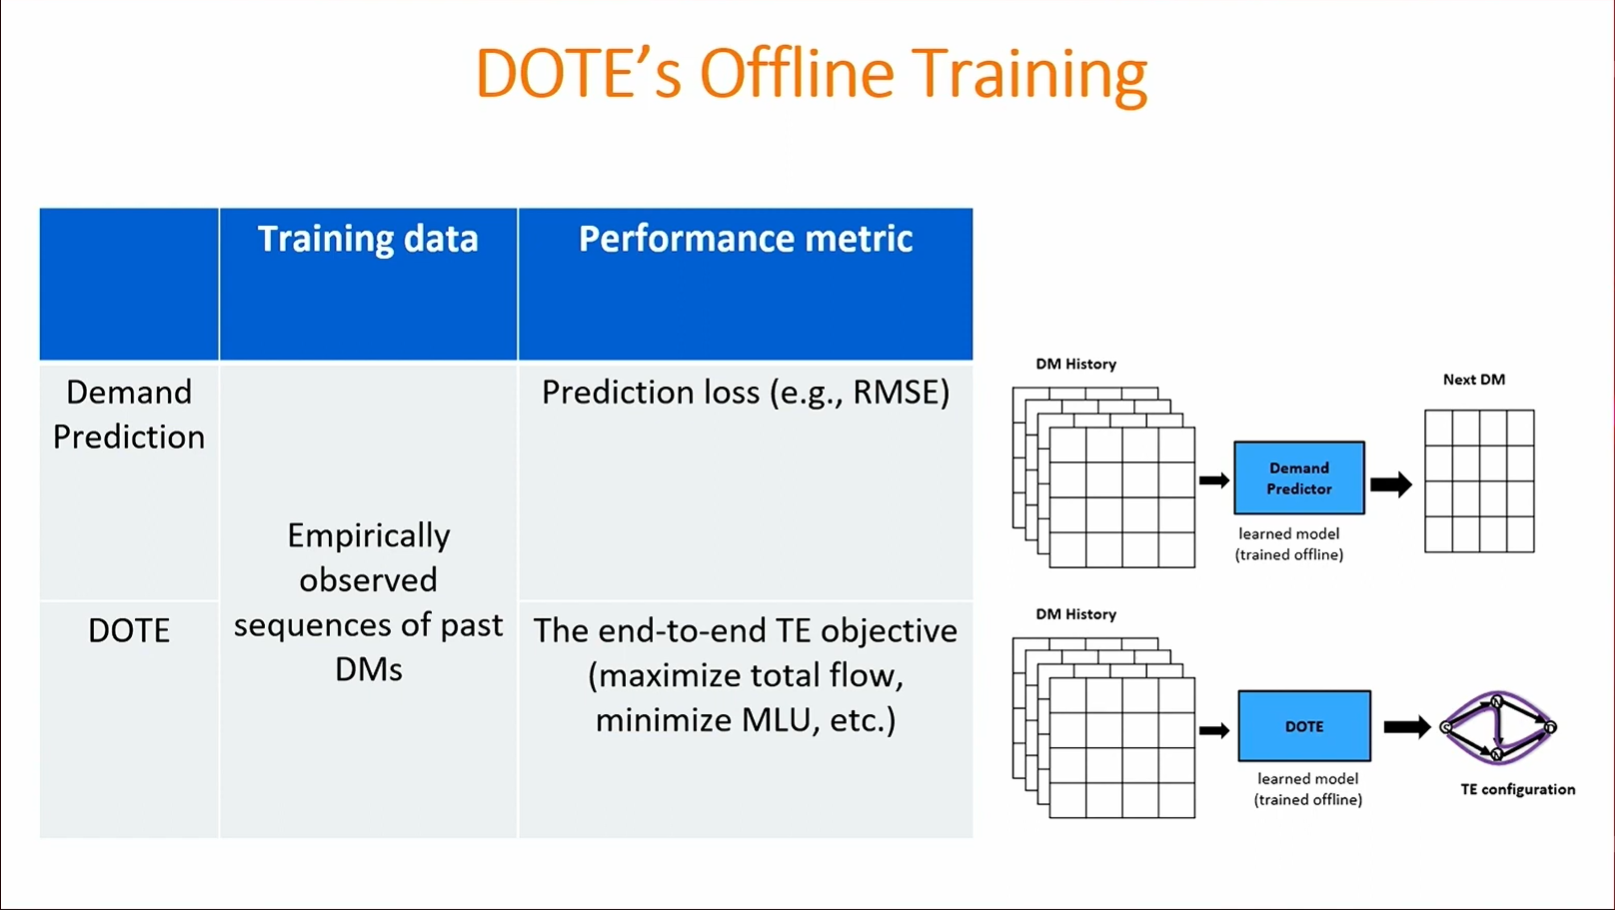 DOTE’s Offline Training
Training data
Performance metric
Demand
Prediction
Empirically
observed
sequences of past
DMs
Prediction loss (e.g., RMSE)
DOTE
The end-to-end TE objective
(maximize total flow,
minimize MLU, etc.)
DM History
Demand
Predictor
learned model
(trained offline)
Next DM
DM History
DOTE
learned model
(trained offline)
S
N
N
D
TE configuration